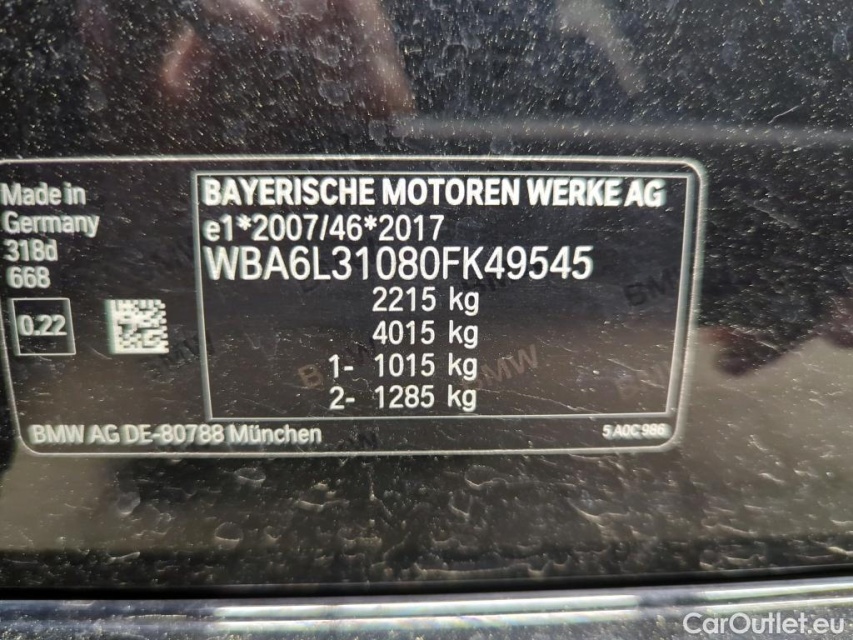 Made in
Germany
318d
668
0.22
BAYERISCHE MOTOREN WERKE AG
e1*2007/46*2017
WBA6L31080FK49545
2215 kg
4015 kg
1- 1015 kg
2- 1285 kg
BMW AG DE-80788 München
5 A0C 986
CarOutlet.eu